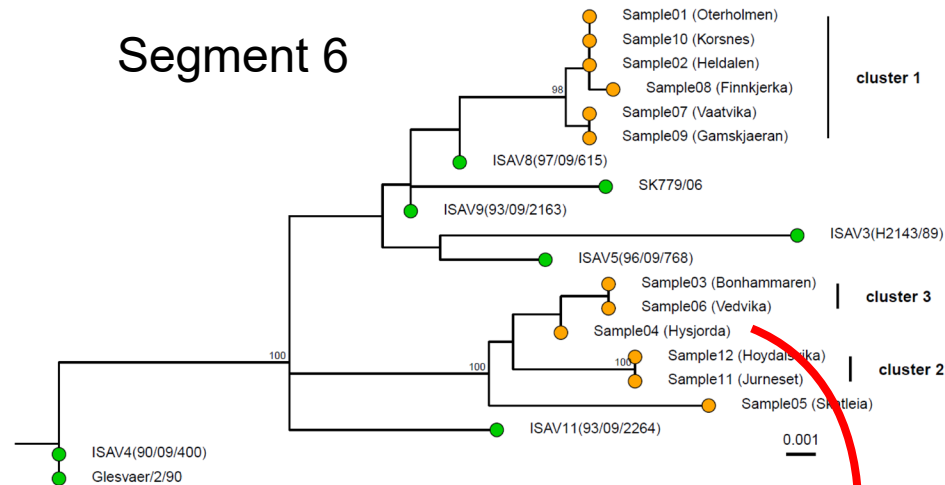 Segment 6
Sample01 (Oterholmen)
Sample10 (Korsnes)
Sample02 (Heldalen)
cluster 1
Sample08 (Finnkjerka)
Sample07 (Vaatvika)
98
Sample09 (Gamskjaeran)
ISAV8(97/09/615)
SK779/06
ISAV9(93/09/2163)
ISAV3(H2143/89)
ISAV5(96/09/768)
Sample03 (Bonhammaren)
cluster 3
Sample06 (Vedvika)
Sample04 (Hysjorda)
100
Sample12
100
100
cluster 2
Sample11 (Jurneset)
Sample05
ISAV11(93/09/2264)
0.001
ISAV4(90/09/400)
Glesvaer/2/90